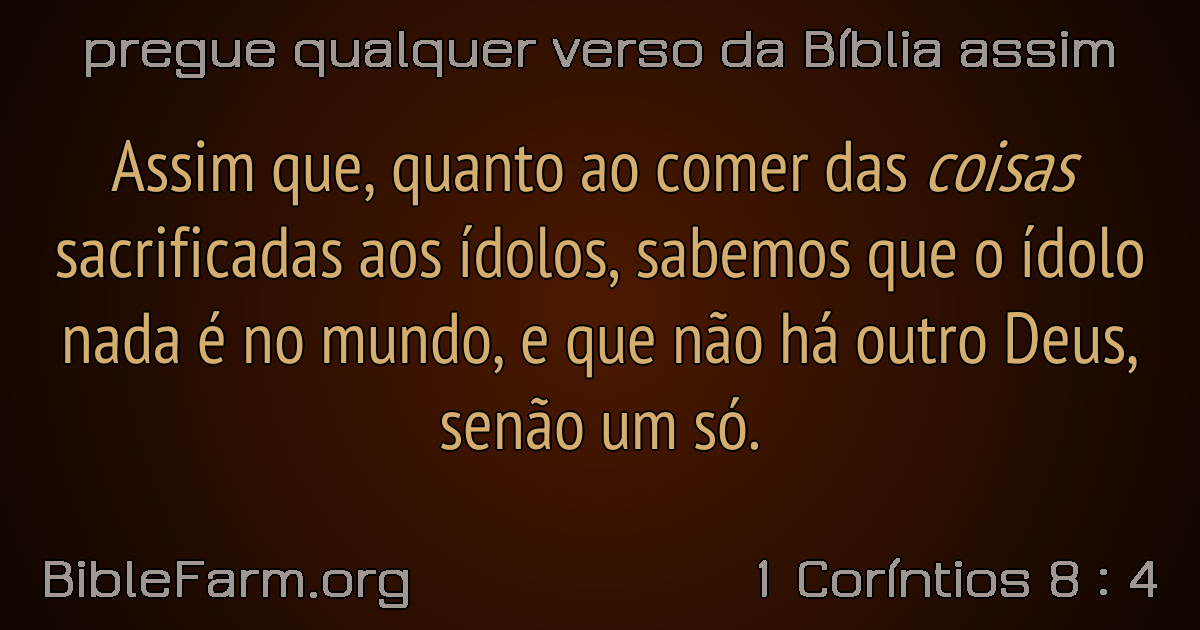 pregue qualquer verso da Bíblia assim
Assim que, quanto ao comer das coisas
sacrificadas aos ídolos, sabemos que o ídolo
nada é no mundo, e que não há outro Deus,
senão um só.
BibleFarm.org
1 Coríntios 8 : 4